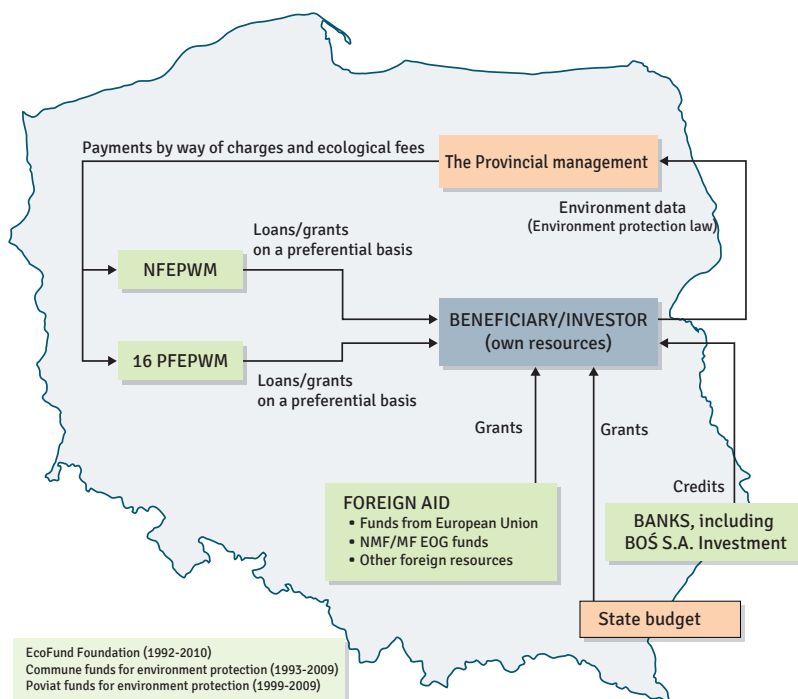 Payments by way of charges and ecological fees
The Provincial management
Environment data
(Environment protection law)
Loans/grants
on a preferential basis
NFEPWM
BENEFICIARY/INVESTOR
(own resources)
16 PFEPWM
Loans/grants
on a preferential basis
Grants
Grants
Credits
FOREIGN AID
• Funds from European Union
• NMF/MF EOG funds
• Other foreign resources
BANKS, including
BOŚ S.A. Investment
State budget
EcoFund Foundation (1992-2010)
Commune funds for environment protection (1993-2009)
Poviat funds for environment protection (1999-2009)